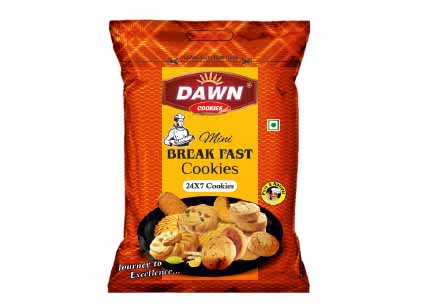 DAWN®
COOKIES
Mini
BREAK FAST
Cookies
24X7 Cookies
Journey to
Excellence...